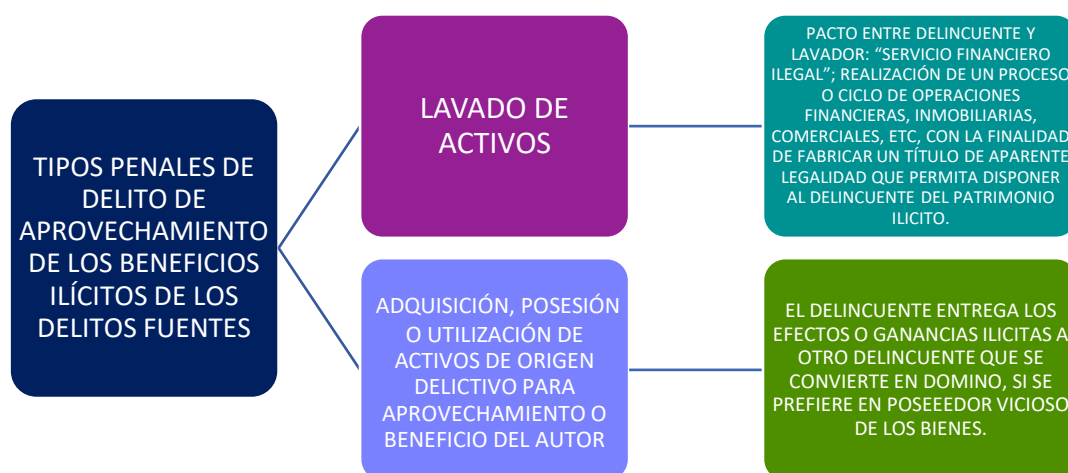 TIPOS PENALES DE
DELITO DE
APROVECHAMIENTO
DE LOS BENEFICIOS
ILÍCITOS DE LOS
DELITOS FUENTES
LAVADO DE
ACTIVOS
PACTO ENTRE DELINCUENTE Y
LAVADOR: “SERVICIO FINANCIERO
ILEGAL”; REALIZACIÓN DE UN PROCESO
O CICLO DE OPERACIONES
FINANCIERAS, INMOBILIARIAS,
COMERCIALES, ETC, CON LA FINALIDAD
DE FABRICAR UN TÍTULO DE APARENTE
LEGALIDAD QUE PERMITA DISPONER
AL DELINCUENTE DEL PATRIMONIO
ILICITO.
ADQUISICIÓN, POSESIÓN
O UTILIZACIÓN DE
ACTIVOS DE ORIGEN
DELICTIVO PARA
APROVECHAMIENTO O
BENEFICIO DEL AUTOR
EL DELINCUENTE ENTREGA LOS
EFECTOS O GANANCIAS ILICITAS A
OTRO DELINCUENTE QUE SE
CONVIERTE EN DOMINO, SI SE
PREFIERE EN POSEEEDOR VICIOSO
DE LOS BIENES.